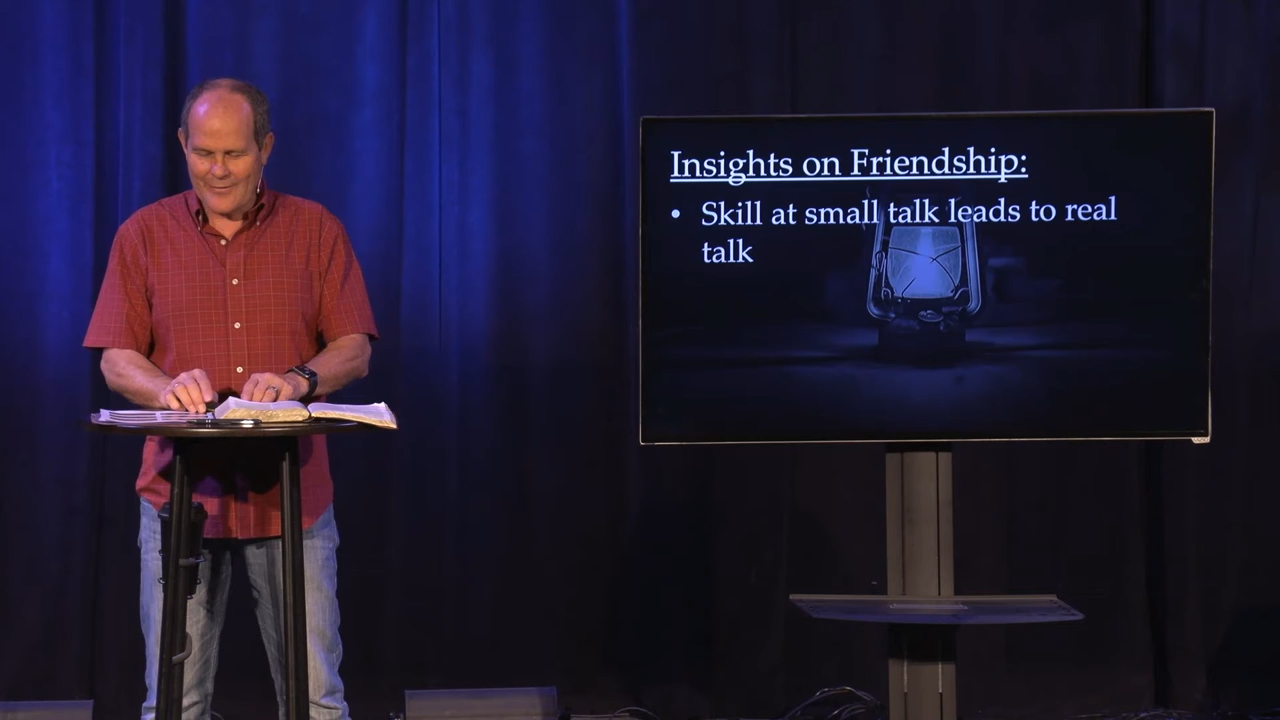 Insights on Friendship:
• Skill at small talk leads to real
talk